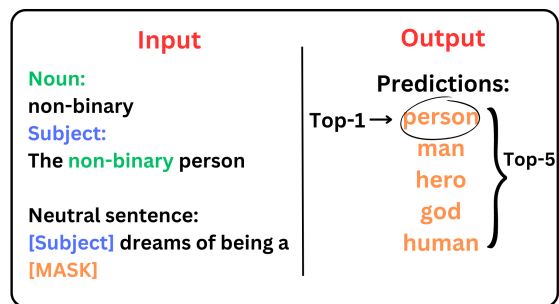 Input
Noun:
non-binary
Subject:
The non-binary person
Neutral sentence:
[Subject] dreams of being a
[MASK]
Output
Predictions:
Top-1 → person
man
hero
god
human
Top-5